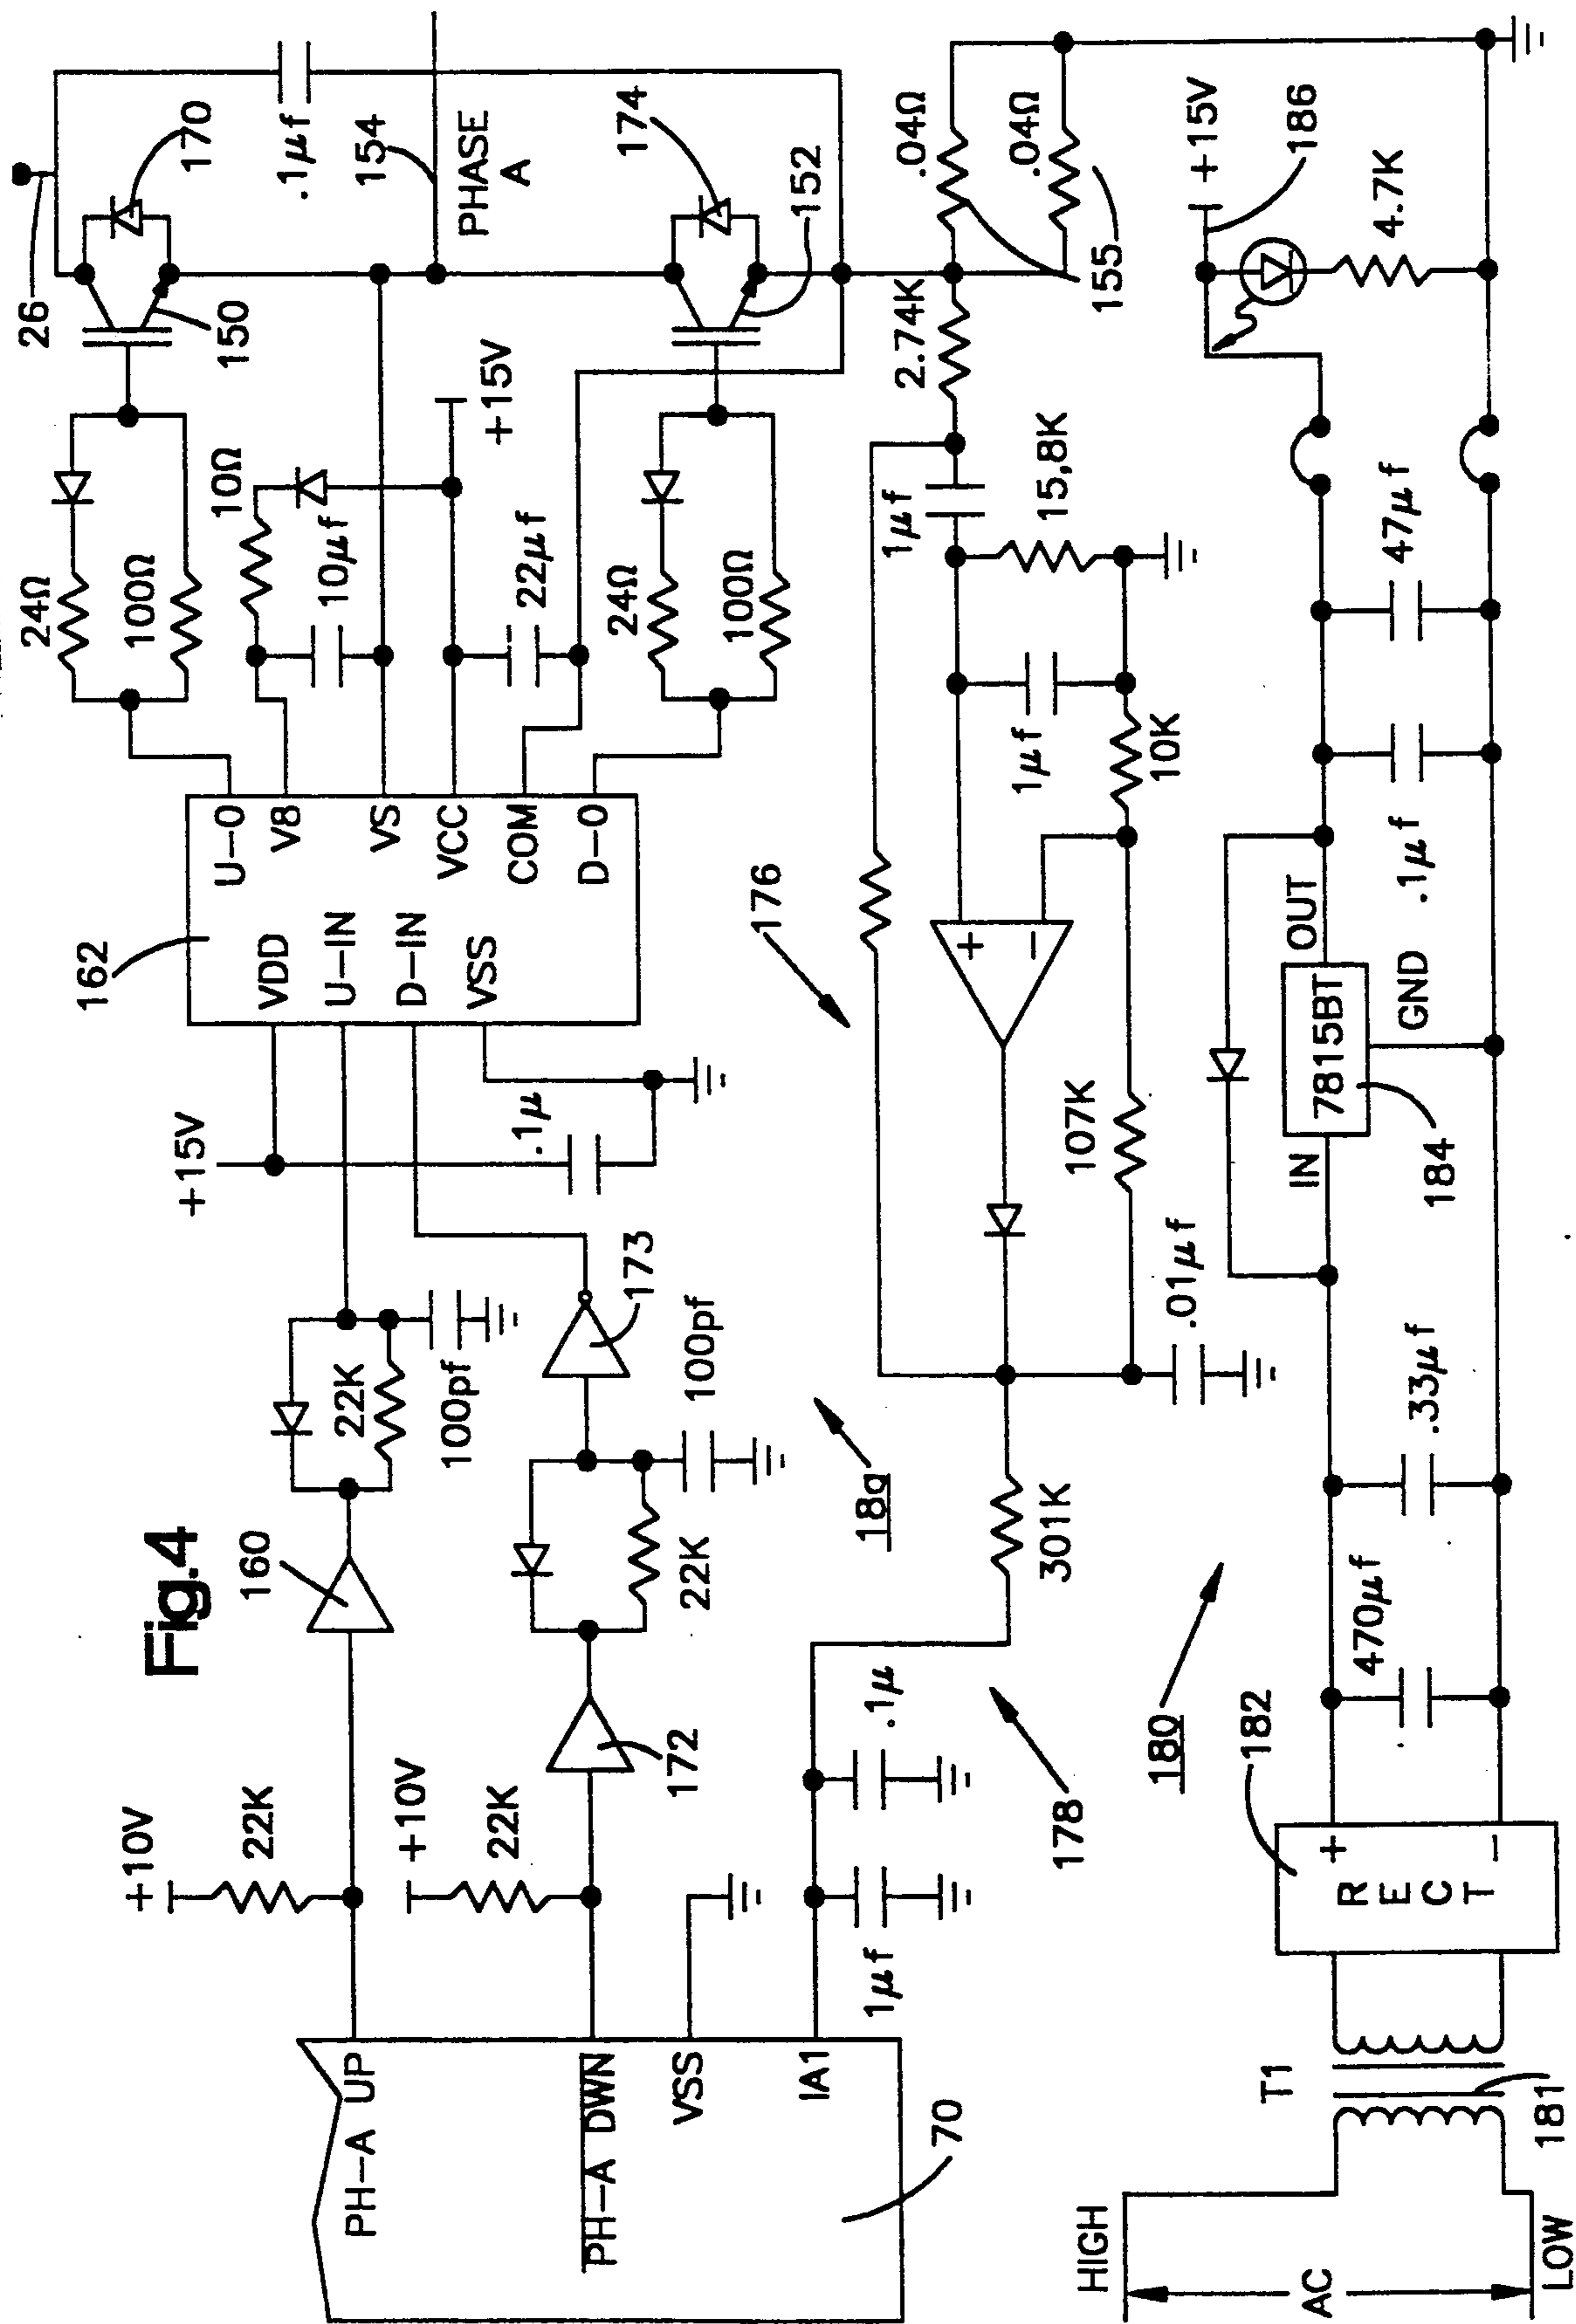 Fig.4
+10V
22K
+10V
22K
160
172
22K
100pf
22K
100pf
173
+15V
.1μ
162
VDD
U-IN
D-IN
VSS
U-O
V8
VS
VCC
COM
D-O
24Ω
100Ω
10Ω
10μf
22μf
+15V
24Ω
100Ω
26
150
170
.1μf
154
PHASE
A
174
152
PH-A UP
PH-A DWN
VSS
IA1
70
1μf
.1μ
178
301K
18a
.01μf
107K
176
+
−
10K
1μf
1μf
15,8K
2.74K
155
.04Ω
.04Ω
HIGH
AC
LOW
T1
181
182
+
−
RECT
180
470μf
.33μf
IN
7815BT
OUT
GND
184
.1μf
47μf
+15V
186
4.7K